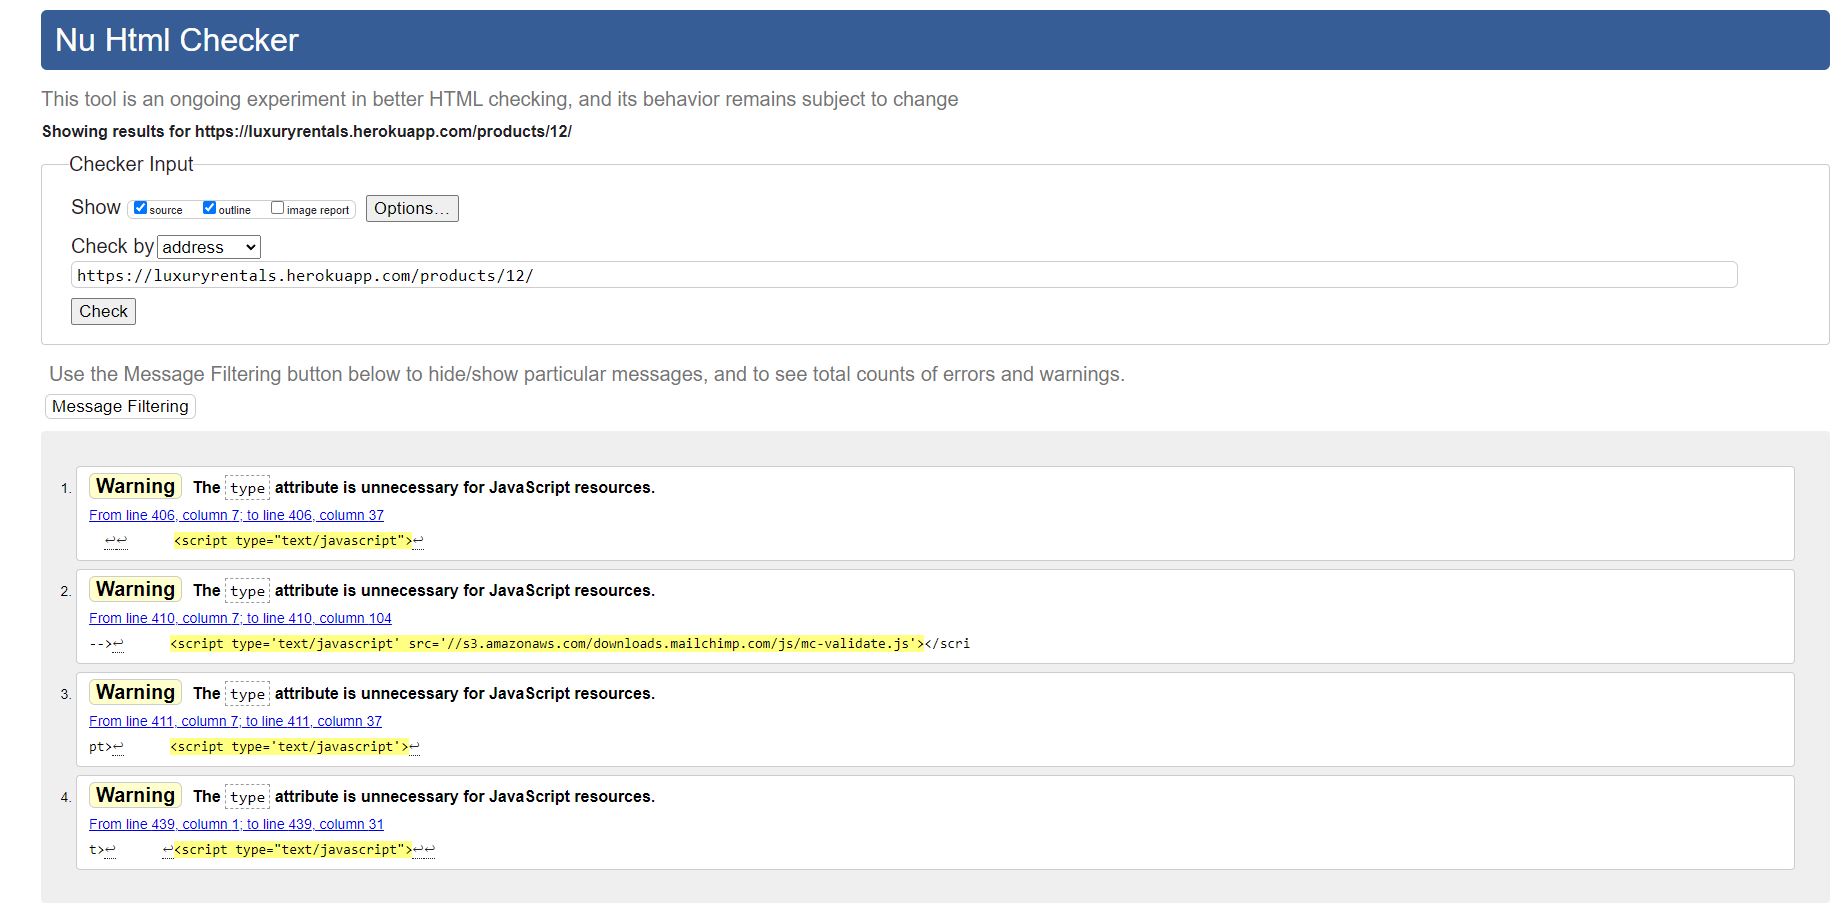 Nu Html Checker
This tool is an ongoing experiment in better HTML checking, and its behavior remains subject to change
Showing results for https://luxuryrentals.herokuapp.com/products/12/
Checker Input
Show source outline image report Options...
Check by address
https://luxuryrentals.herokuapp.com/products/12/
Check
Use the Message Filtering button below to hide/show particular messages, and to see total counts of errors and warnings.
Message Filtering
1. Warning The type attribute is unnecessary for JavaScript resources.
From line 406, column 7; to line 406, column 37
↩↩ <script type="text/javascript">↩
2. Warning The type attribute is unnecessary for JavaScript resources.
From line 410, column 7; to line 410, column 104
-->↩ <script type='text/javascript' src='//s3.amazonaws.com/downloads.mailchimp.com/js/mc-validate.js'></scri
3. Warning The type attribute is unnecessary for JavaScript resources.
From line 411, column 7; to line 411, column 37
pt>↩ <script type='text/javascript'>↩
4. Warning The type attribute is unnecessary for JavaScript resources.
From line 439, column 1; to line 439, column 31
t>↩ ↩<script type="text/javascript">↩↩